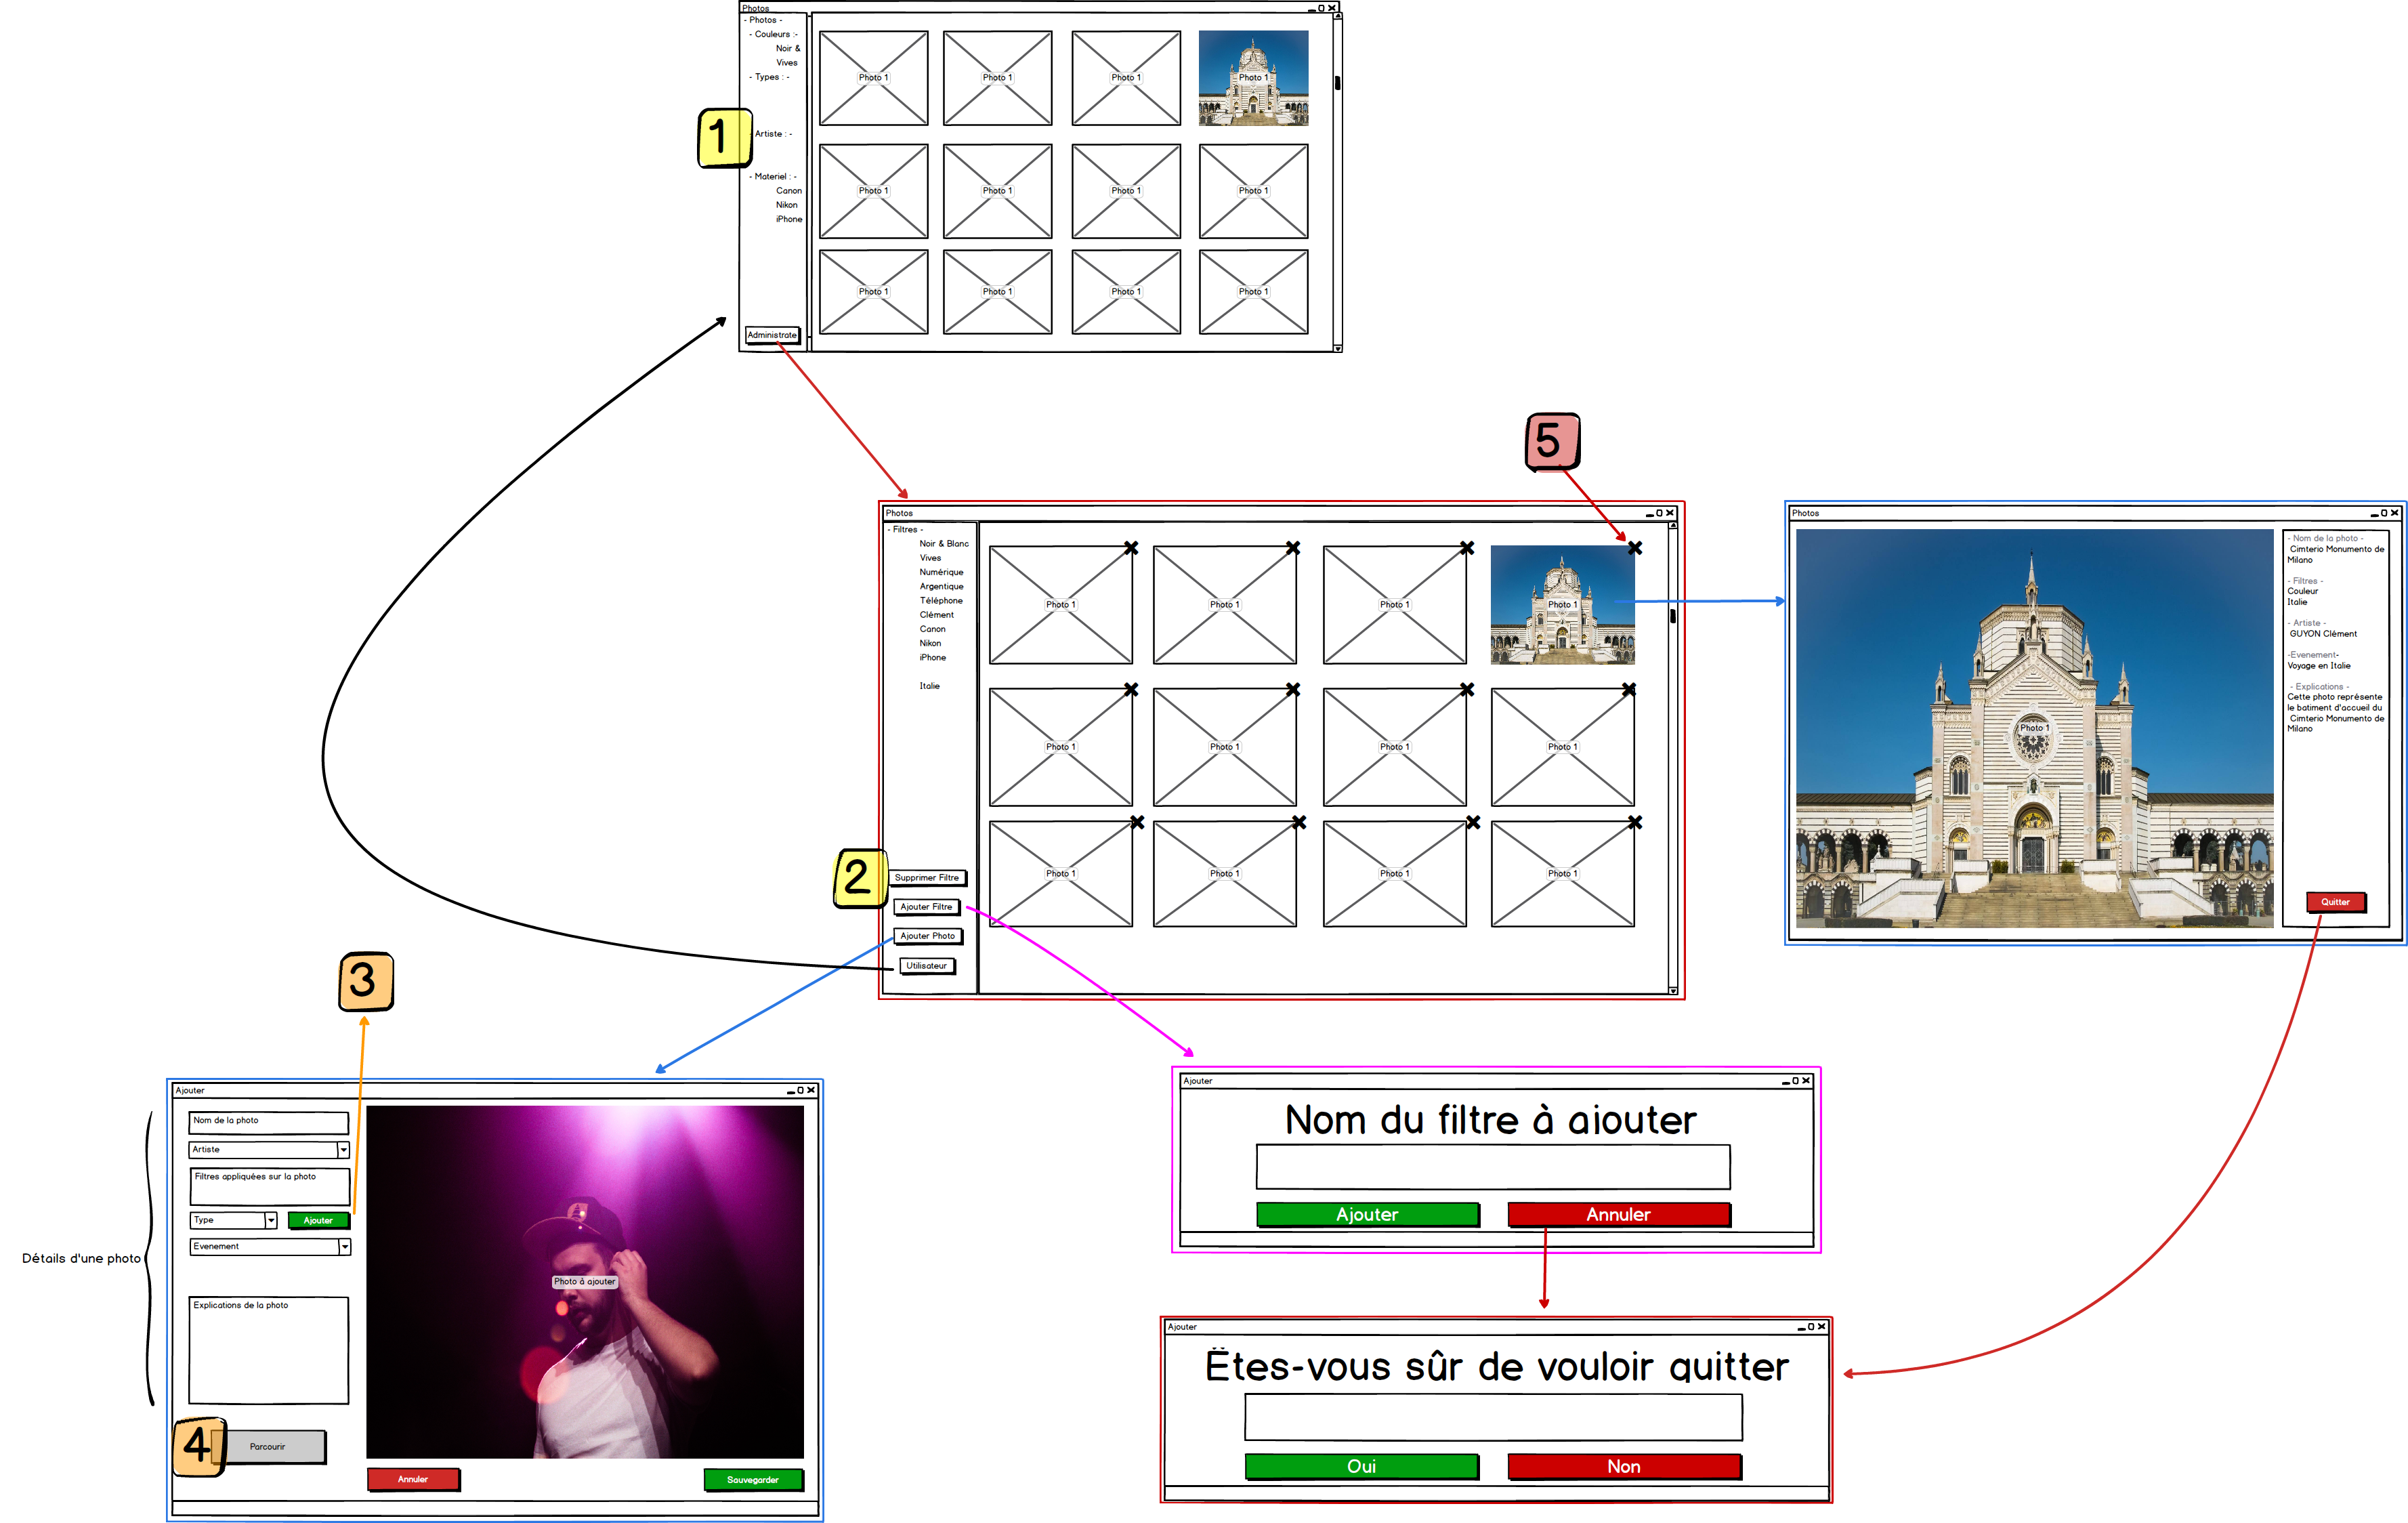 Photos
- Photos -
- Couleurs :-
Noir &
Vives
- Types : -
- Artiste : -
- Materiel : -
Canon
Nikon
iPhone
Administrate
Photo 1
Photo 1
Photo 1
Photo 1
Photo 1
Photo 1
Photo 1
Photo 1
Photo 1
Photo 1
Photo 1
Photo 1
1
5
Photos
- Filtres -
Noir & Blanc
Vives
Numérique
Argentique
Téléphone
Clément
Canon
Nikon
iPhone
Italie
2
Supprimer Filtre
Ajouter Filtre
Ajouter Photo
Utilisateur
Photo 1
Photo 1
Photo 1
Photo 1
Photo 1
Photo 1
Photo 1
Photo 1
Photo 1
Photo 1
Photo 1
Photo 1
Photos
Photo 1
- Nom de la photo -
Cimterio Monumento de
Milano
- Filtres -
Couleur
Italie
- Artiste -
GUYON Clément
-Evenement-
Voyage en Italie
- Explications -
Cette photo représente
le batiment d'accueil du
Cimterio Monumento de
Milano
Quitter
3
Détails d'une photo
Ajouter
Nom de la photo
Artiste
Filtres appliquées sur la photo
Type
Ajouter
Evenement
Explications de la photo
4
Parcourir
Photo à ajouter
Annuler
Sauvegarder
Ajouter
Nom du filtre à ajouter
Ajouter
Annuler
Ajouter
Êtes-vous sûr de vouloir quitter
Oui
Non